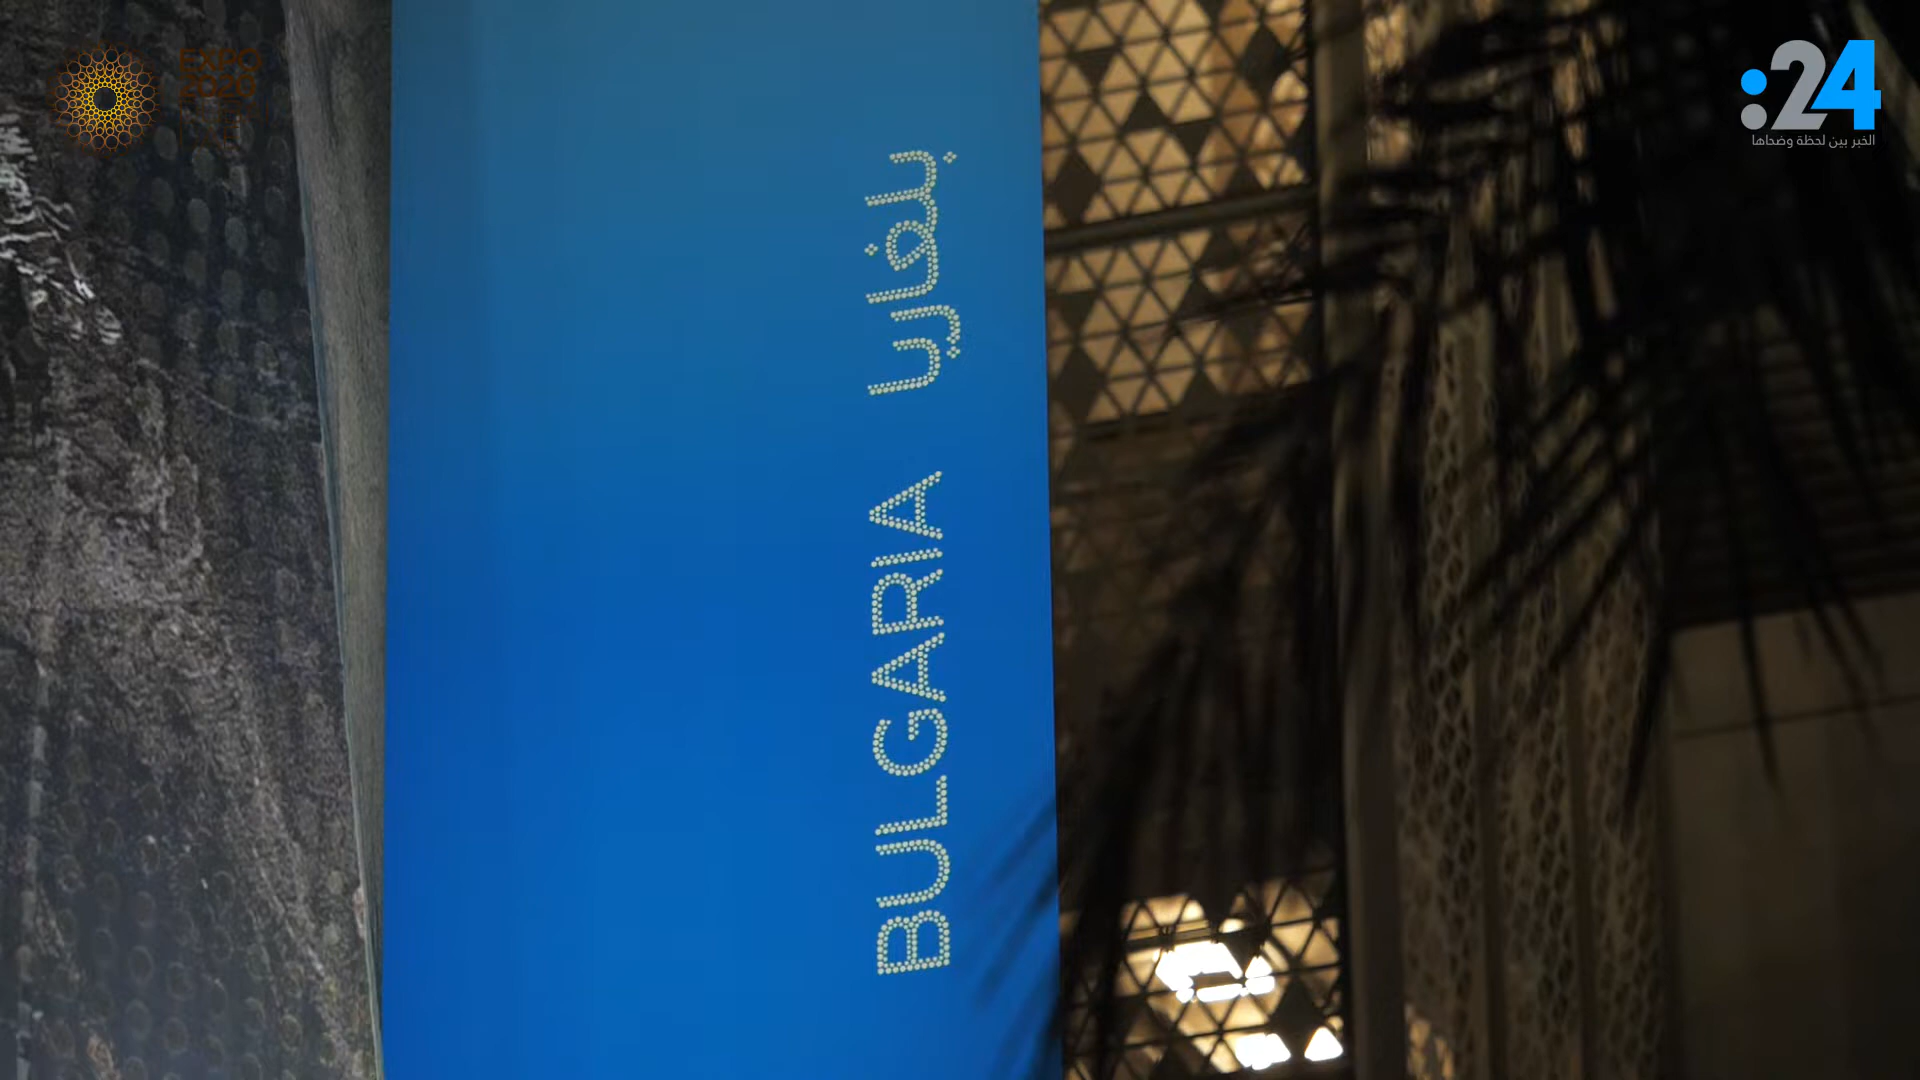 EXPO
2020
:24
الخبر بين لحظة وضحاها
بلغاريا
BULGARIA